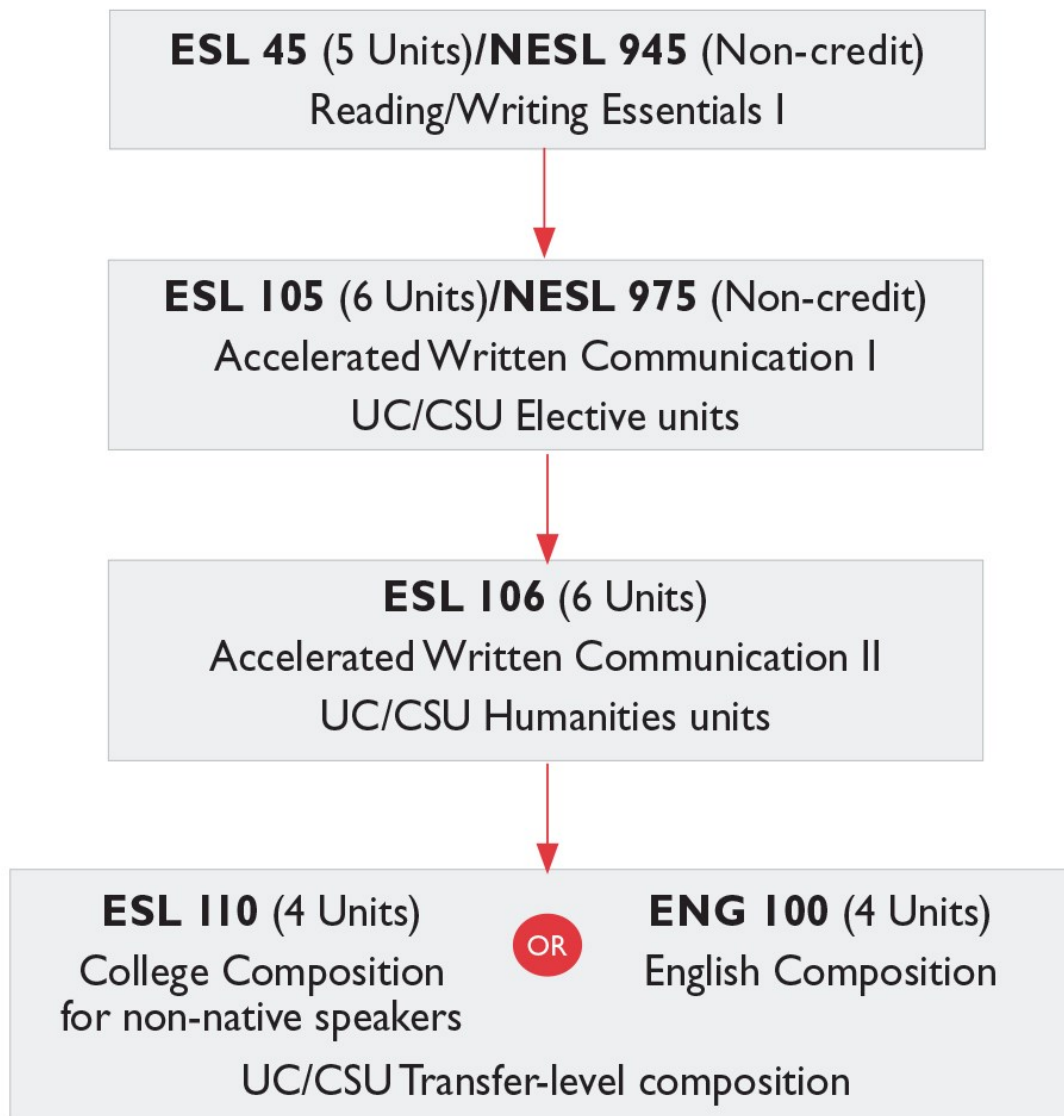 ESL 45 (5 Units)/NESL 945 (Non-credit)
Reading/Writing Essentials I
ESL 105 (6 Units)/NESL 975 (Non-credit)
Accelerated Written Communication I
UC/CSU Elective units
ESL 106 (6 Units)
Accelerated Written Communication II
UC/CSU Humanities units
ESL 110 (4 Units)
College Composition
for non-native speakers
OR
ENG 100 (4 Units)
English Composition
UC/CSU Transfer-level composition